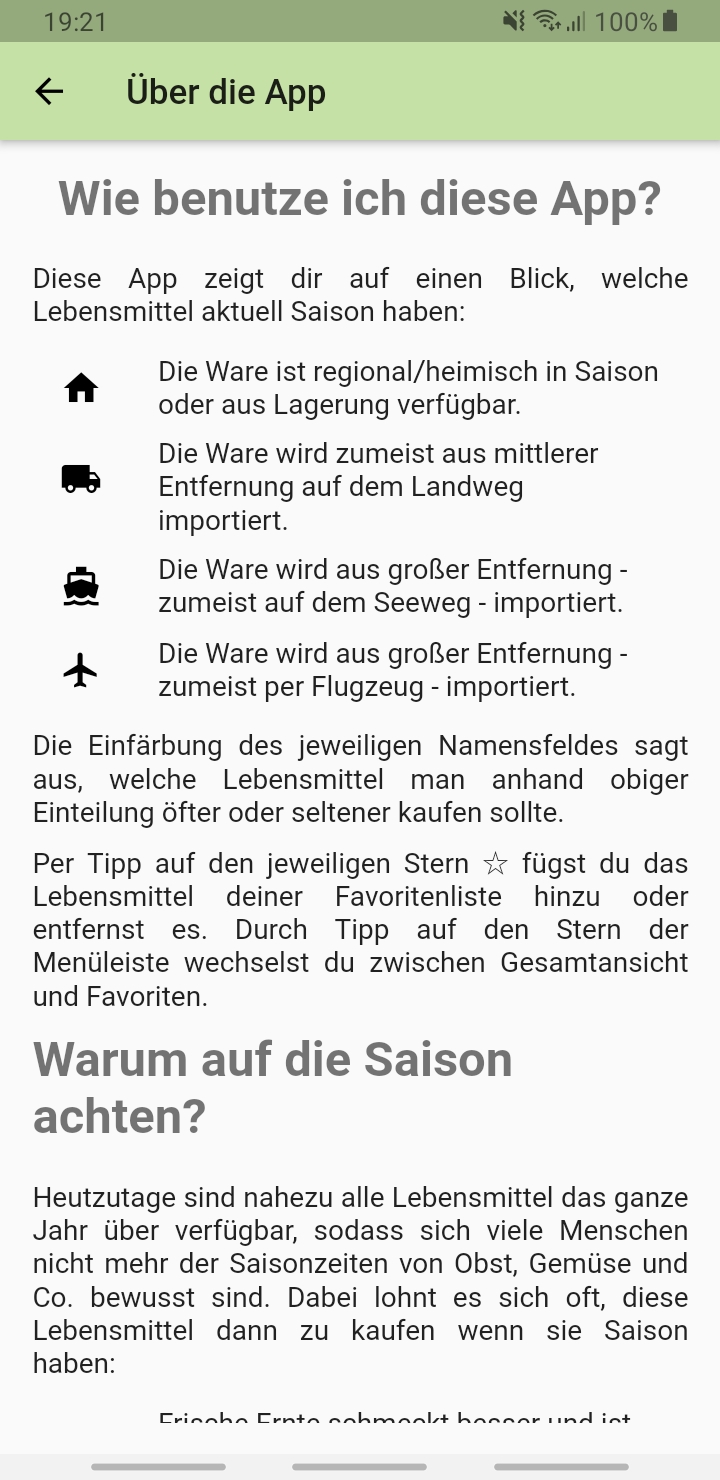 19:21
100%
Über die App
Wie benutze ich diese App?
Diese App zeigt dir auf einen Blick, welche
Lebensmittel aktuell Saison haben:
Die Ware ist regional/heimisch in Saison
oder aus Lagerung verfügbar.
Die Ware wird zumeist aus mittlerer
Entfernung auf dem Landweg
importiert.
Die Ware wird aus großer Entfernung -
zumeist auf dem Seeweg - importiert.
Die Ware wird aus großer Entfernung -
zumeist per Flugzeug - importiert.
Die Einfärbung des jeweiligen Namensfeldes sagt
aus, welche Lebensmittel man anhand obiger
Einteilung öfter oder seltener kaufen sollte.
Per Tipp auf den jeweiligen Stern ☆ fügst du das
Lebensmittel deiner Favoritenliste hinzu oder
entfernst es. Durch Tipp auf den Stern der
Menüleiste wechselst du zwischen Gesamtansicht
und Favoriten.
Warum auf die Saison
achten?
Heutzutage sind nahezu alle Lebensmittel das ganze
Jahr über verfügbar, sodass sich viele Menschen
nicht mehr der Saisonzeiten von Obst, Gemüse und
Co. bewusst sind. Dabei lohnt es sich oft, diese
Lebensmittel dann zu kaufen wenn sie Saison
haben:
Frische Ernte schmeckt besser und ist